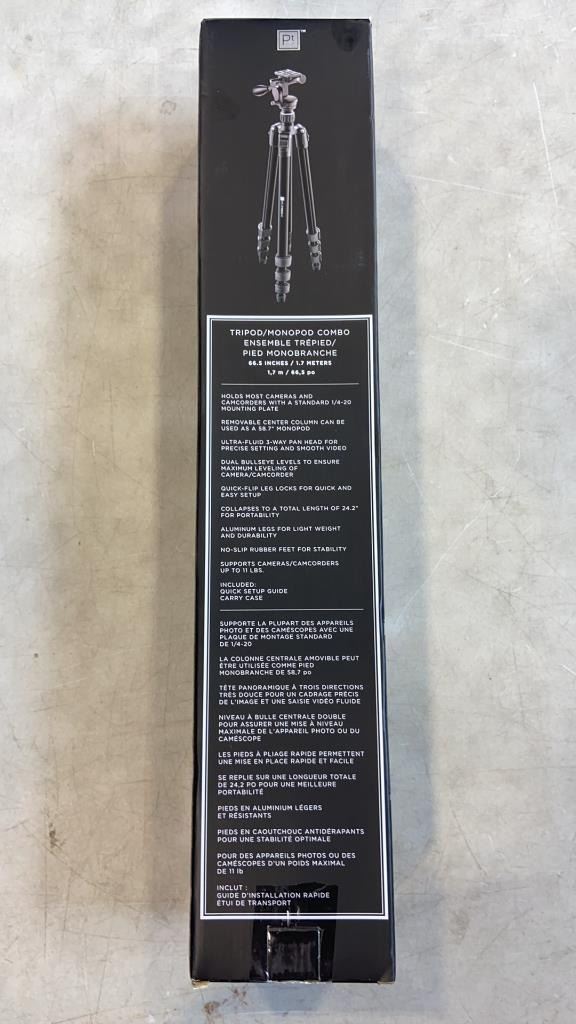 Pt™
TRIPOD/MONOPOD COMBO
ENSEMBLE TRÉPIED/
PIED MONOBRANCHE
66.5 INCHES / 1.7 METERS
1,7 m / 66,5 po
HOLDS MOST CAMERAS AND
CAMCORDERS WITH A STANDARD 1/4-20
MOUNTING PLATE
REMOVABLE CENTER COLUMN CAN BE
USED AS A 58.7" MONOPOD
ULTRA-FLUID 3-WAY PAN HEAD FOR
PRECISE SETTING AND SMOOTH VIDEO
DUAL BULLSEYE LEVELS TO ENSURE
MAXIMUM LEVELING OF
CAMERA/CAMCORDER
QUICK-FLIP LEG LOCKS FOR QUICK AND
EASY SETUP
COLLAPSES TO A TOTAL LENGTH OF 24.2"
FOR PORTABILITY
ALUMINUM LEGS FOR LIGHT WEIGHT
AND DURABILITY
NO-SLIP RUBBER FEET FOR STABILITY
SUPPORTS CAMERAS/CAMCORDERS
UP TO 11 LBS.
INCLUDED:
QUICK SETUP GUIDE
CARRY CASE
SUPPORTE LA PLUPART DES APPAREILS
PHOTO ET DES CAMÉSCOPES AVEC UNE
PLAQUE DE MONTAGE STANDARD
DE 1/4-20
LA COLONNE CENTRALE AMOVIBLE PEUT
ÊTRE UTILISÉE COMME PIED
MONOBRANCHE DE 58,7 po
TÊTE PANORAMIQUE À TROIS DIRECTIONS
TRÈS DOUCE POUR UN CADRAGE PRÉCIS
DE L'IMAGE ET UNE SAISIE VIDÉO FLUIDE
NIVEAU À BULLE CENTRALE DOUBLE
POUR ASSURER UNE MISE À NIVEAU
MAXIMALE DE L'APPAREIL PHOTO OU DU
CAMÉSCOPE
LES PIEDS À PLIAGE RAPIDE PERMETTENT
UNE MISE EN PLACE RAPIDE ET FACILE
SE REPLIE SUR UNE LONGUEUR TOTALE
DE 24,2 PO POUR UNE MEILLEURE
PORTABILITÉ
PIEDS EN ALUMINIUM LÉGERS
ET RÉSISTANTS
PIEDS EN CAOUTCHOUC ANTIDÉRAPANTS
POUR UNE STABILITÉ OPTIMALE
POUR DES APPAREILS PHOTOS OU DES
CAMÉSCOPES D'UN POIDS MAXIMAL
DE 11 lb
INCLUT :
GUIDE D'INSTALLATION RAPIDE
ÉTUI DE TRANSPORT